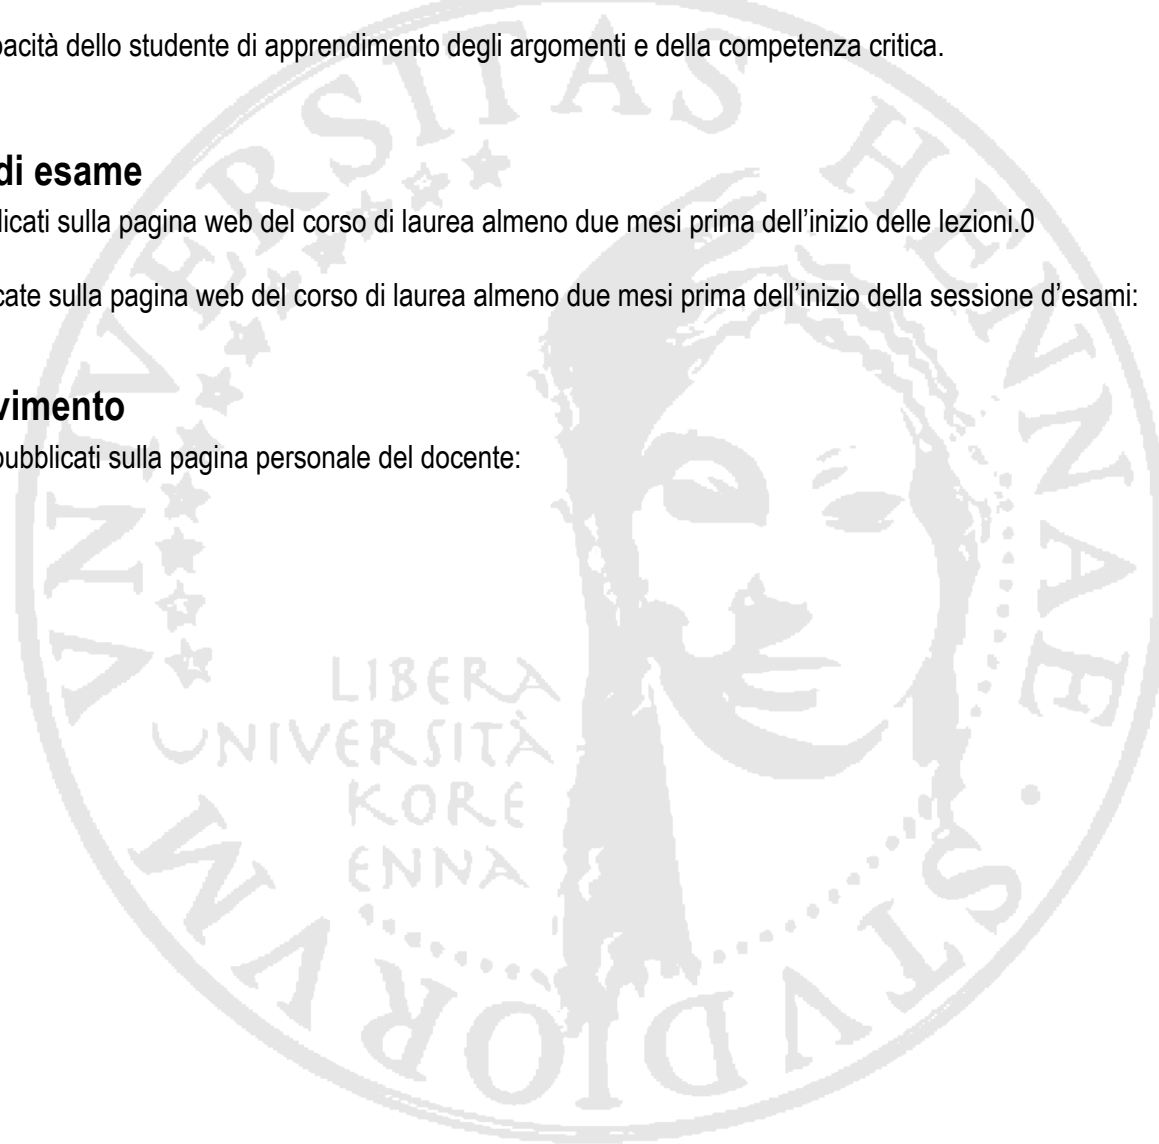 pacità dello studente di apprendimento degli argomenti e della competenza critica.
di esame
licati sulla pagina web del corso di laurea almeno due mesi prima dell’inizio delle lezioni.0
cate sulla pagina web del corso di laurea almeno due mesi prima dell’inizio della sessione d’esami:
vimento
pubblicati sulla pagina personale del docente:
VNIVERSITAS HENNAE · STVDIORVM
LIBERA
UNIVERSITÀ
KORE
ENNA